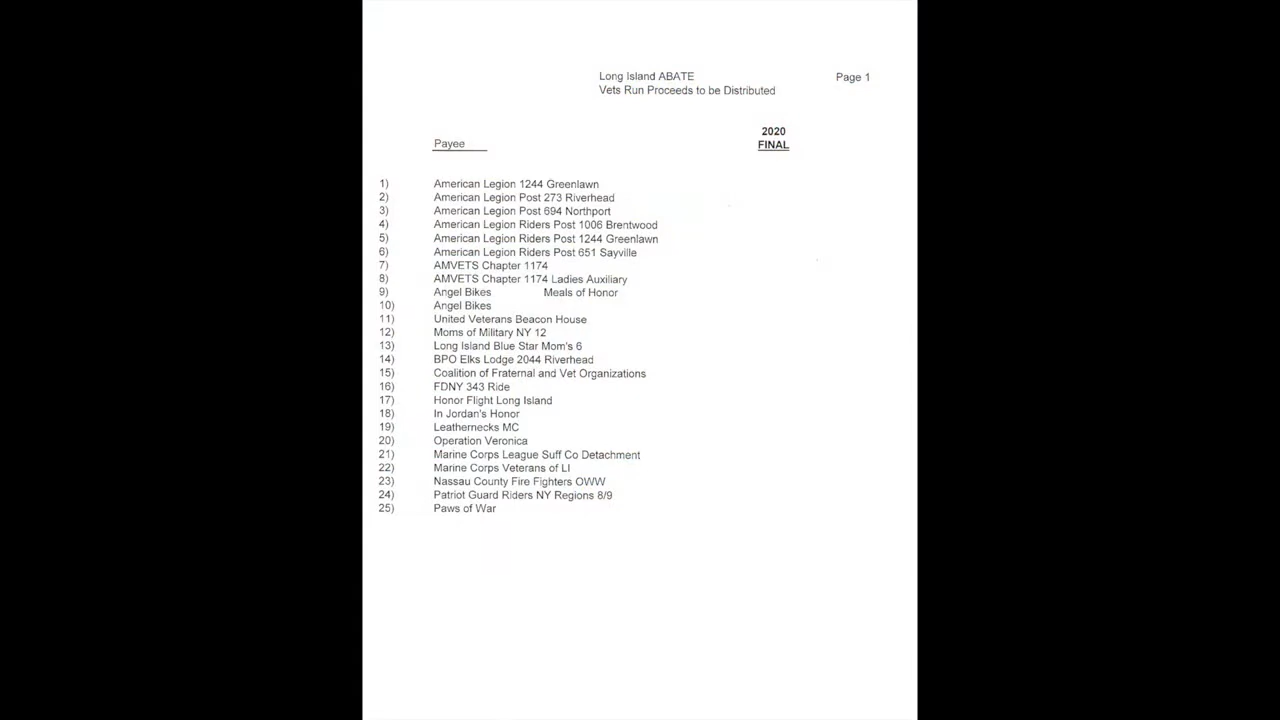 Long Island ABATE Page 1
Vets Run Proceeds to be Distributed
2020
Payee FINAL
1) American Legion 1244 Greenlawn
2) American Legion Post 273 Riverhead
3) American Legion Post 694 Northport
4) American Legion Riders Post 1006 Brentwood
5) American Legion Riders Post 1244 Greenlawn
6) American Legion Riders Post 651 Sayville
7) AMVETS Chapter 1174
8) AMVETS Chapter 1174 Ladies Auxiliary
9) Angel Bikes Meals of Honor
10) Angel Bikes
11) United Veterans Beacon House
12) Moms of Military NY 12
13) Long Island Blue Star Mom's 6
14) BPO Elks Lodge 2044 Riverhead
15) Coalition of Fraternal and Vet Organizations
16) FDNY 343 Ride
17) Honor Flight Long Island
18) In Jordan's Honor
19) Leathernecks MC
20) Operation Veronica
21) Marine Corps League Suff Co Detachment
22) Marine Corps Veterans of LI
23) Nassau County Fire Fighters OWW
24) Patriot Guard Riders NY Regions 8/9
25) Paws of War